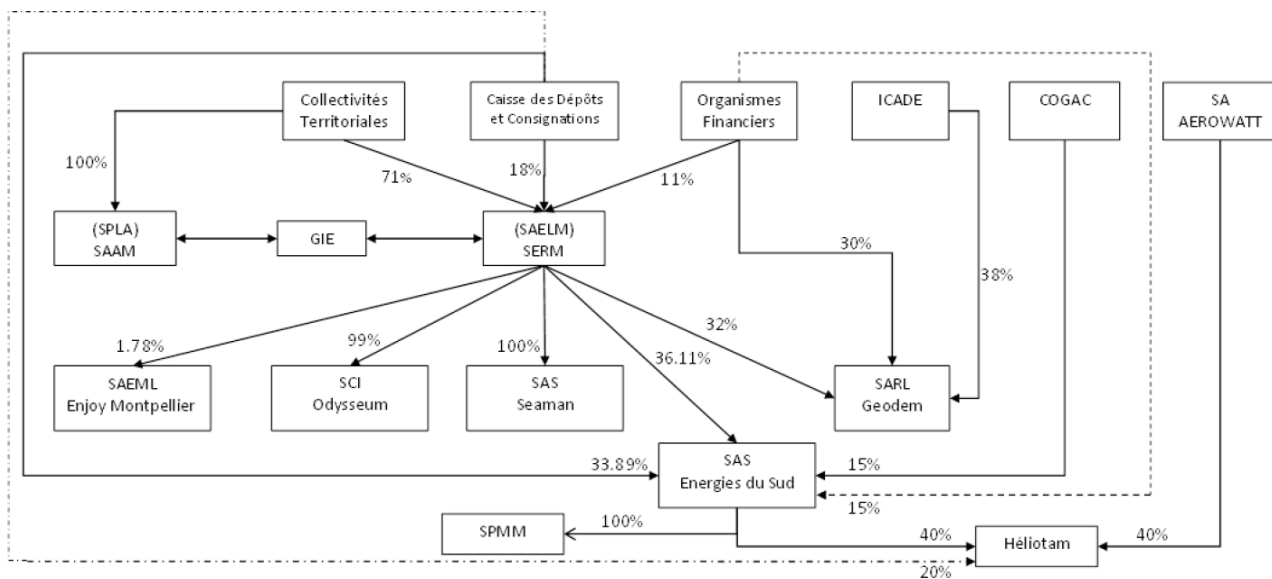 Collectivités
Territoriales
Caisse des Dépôts
et Consignations
Organismes
Financiers
ICADE
COGAC
SA
AEROWATT
100%
71%
18%
11%
(SPLA)
SAAM
GIE
(SAELM)
SERM
30%
38%
1.78%
99%
100%
36.11%
32%
SAEML
Enjoy Montpellier
SCI
Odysseum
SAS
Seaman
SARL
Geodem
33.89%
SAS
Energies du Sud
15%
15%
SPMM
100%
40%
Héliotam
40%
20%